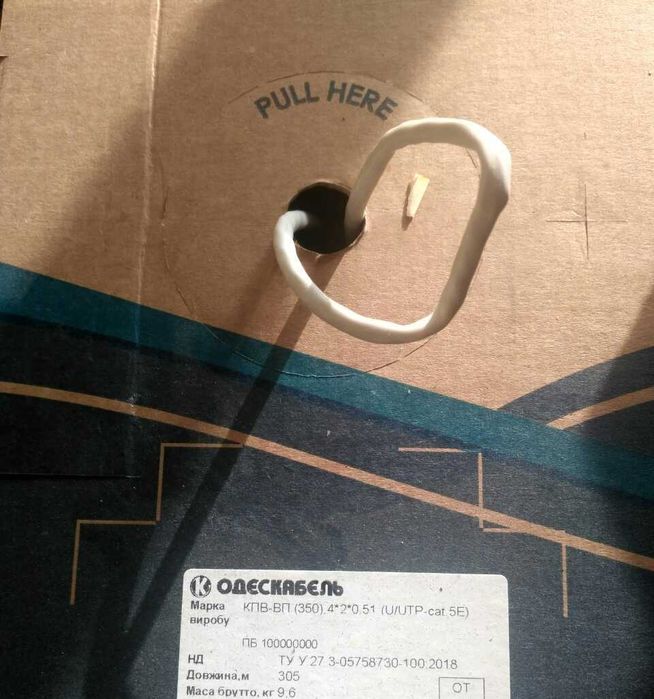 PULL HERE
К ОДЕСКАБЕЛЬ
Марка виробу КПВ-ВП (350) 4*2*0.51 (U/UTP-cat.5E)
ПБ 100000000
НД ТУ У 27.3-05758730-100:2018
Довжина,м 305
Маса брутто, кг 9.6
ОТ